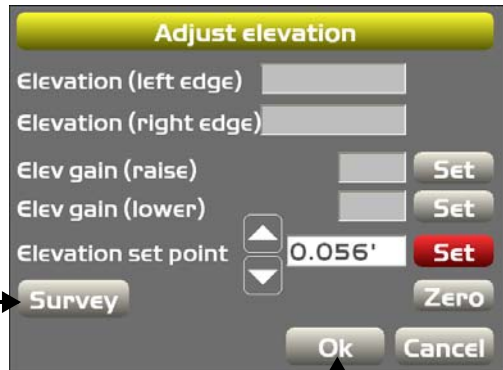 Adjust elevation
Elevation (left edge)
Elevation (right edge)
Elev gain (raise) Set
Elev gain (lower) Set
Elevation set point 0.056' Set
Survey Zero
Ok Cancel